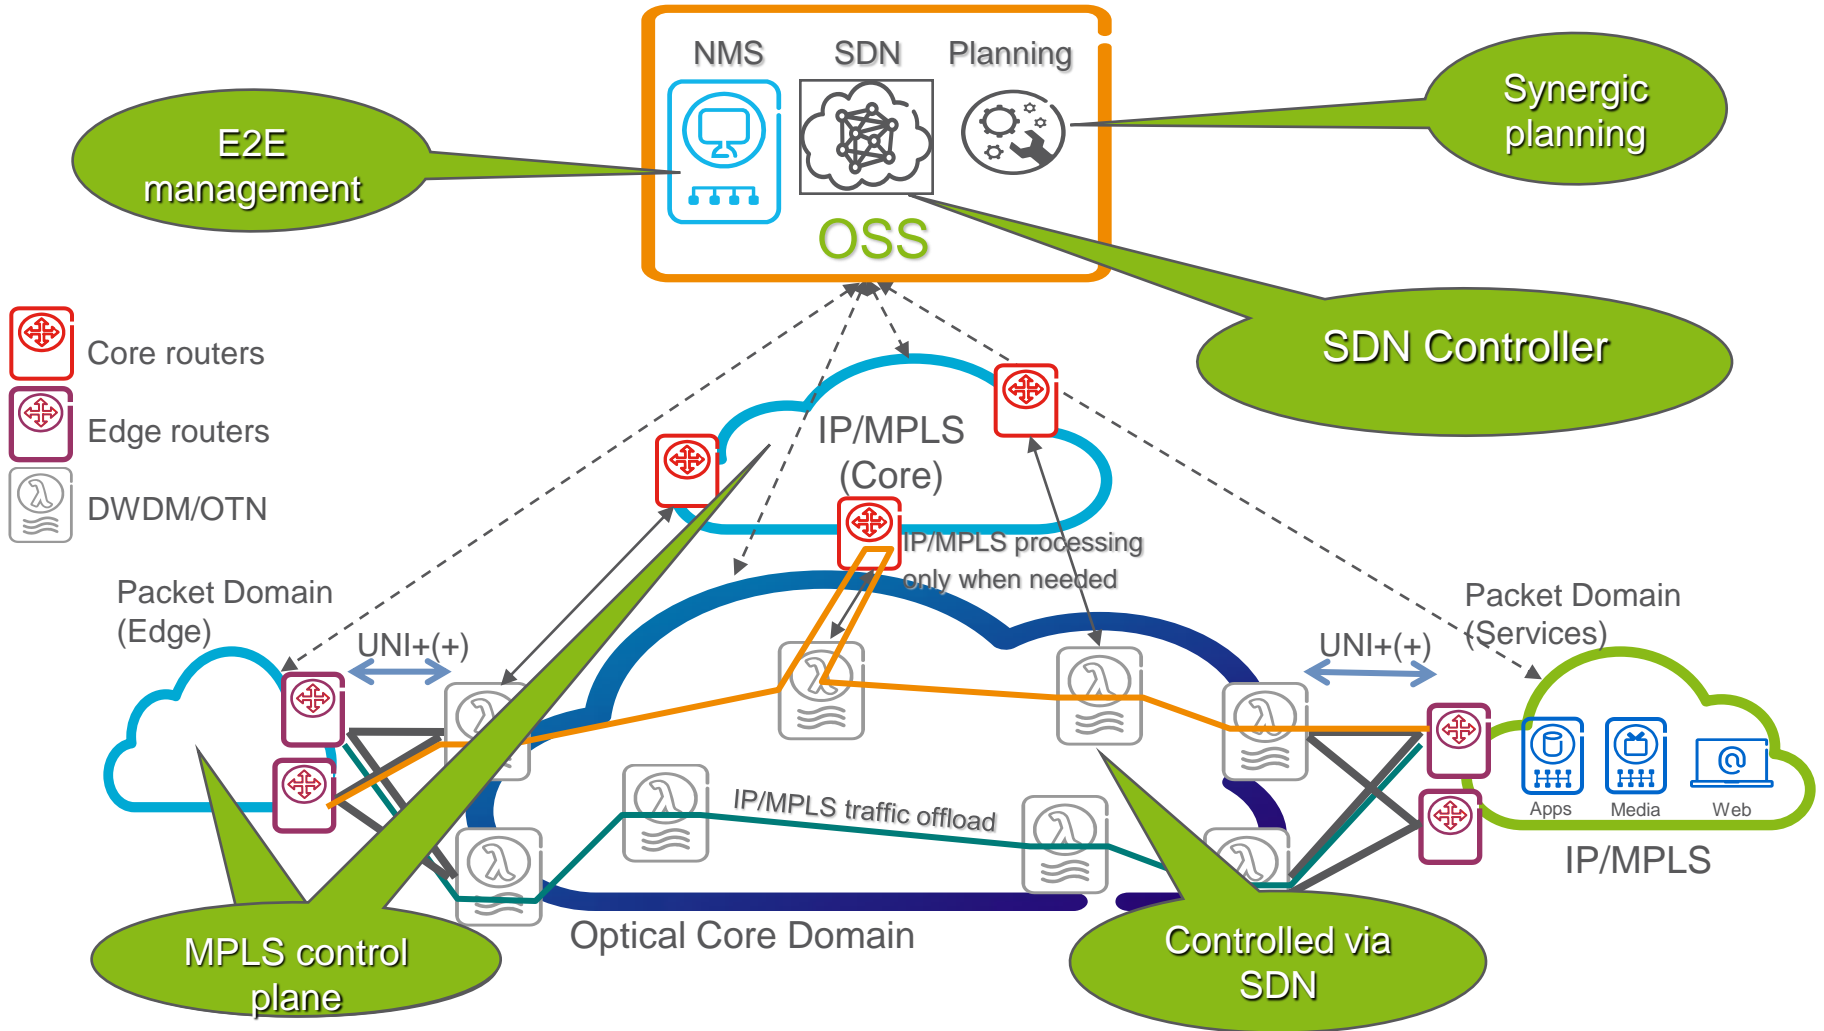 NMS
SDN
Planning
OSS
E2E
management
Synergic
planning
SDN Controller
Core routers
Edge routers
DWDM/OTN
IP/MPLS
(Core)
IP/MPLS processing
only when needed
Packet Domain
(Edge)
UNI+(+)
UNI+(+)
Packet Domain
(Services)
λ
λ
λ
λ
λ
λ
λ
λ
λ
IP/MPLS traffic offload
@
Apps
Media
Web
IP/MPLS
Optical Core Domain
MPLS control
plane
Controlled via
SDN